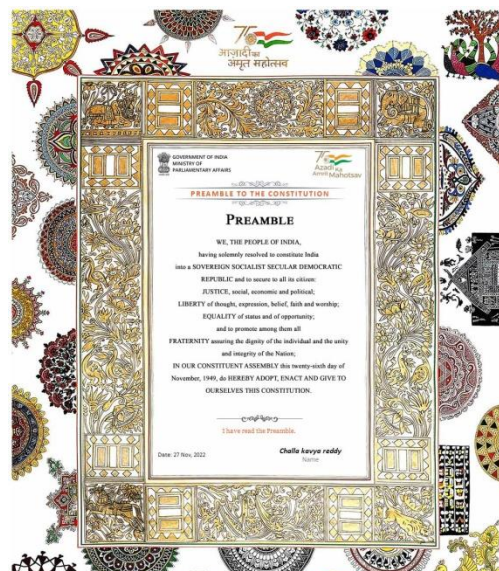 75
आज़ादी का
अमृत महोत्सव
GOVERNMENT OF INDIA
MINISTRY OF
PARLIAMENTARY AFFAIRS
75
Azadi Ka
Amrit Mahotsav
PREAMBLE TO THE CONSTITUTION
PREAMBLE
WE, THE PEOPLE OF INDIA,
having solemnly resolved to constitute India
into a SOVEREIGN SOCIALIST SECULAR DEMOCRATIC
REPUBLIC and to secure to all its citizen:
JUSTICE, social, economic and political;
LIBERTY of thought, expression, belief, faith and worship;
EQUALITY of status and of opportunity;
and to promote among them all
FRATERNITY assuring the dignity of the individual and the unity
and integrity of the Nation;
IN OUR CONSTITUENT ASSEMBLY this twenty-sixth day of
November, 1949, do HEREBY ADOPT, ENACT AND GIVE TO
OURSELVES THIS CONSTITUTION.
I have read the Preamble.
Date: 27 Nov, 2022
Challa kavya reddy
Name